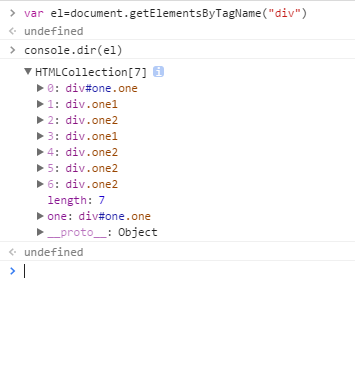 > var el=document.getElementsByTagName("div")
<· undefined
> console.dir(el)
▼ HTMLCollection[7] i
▶ 0: div#one.one
▶ 1: div.one1
▶ 2: div.one2
▶ 3: div.one1
▶ 4: div.one2
▶ 5: div.one2
▶ 6: div.one2
length: 7
▶ one: div#one.one
▶ __proto__: Object
<· undefined
>